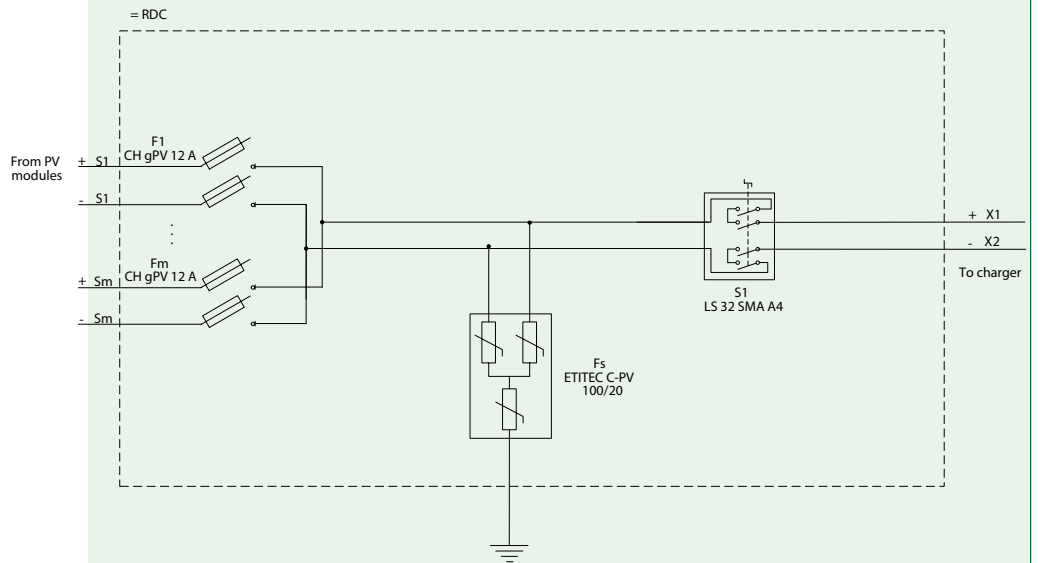 = RDC
F1
CH gPV 12 A
From PV
modules
+ S1
- S1
Fm
CH gPV 12 A
+ Sm
- Sm
+ X1
- X2
To charger
S1
LS 32 SMA A4
Fs
ETITEC C-PV
100/20